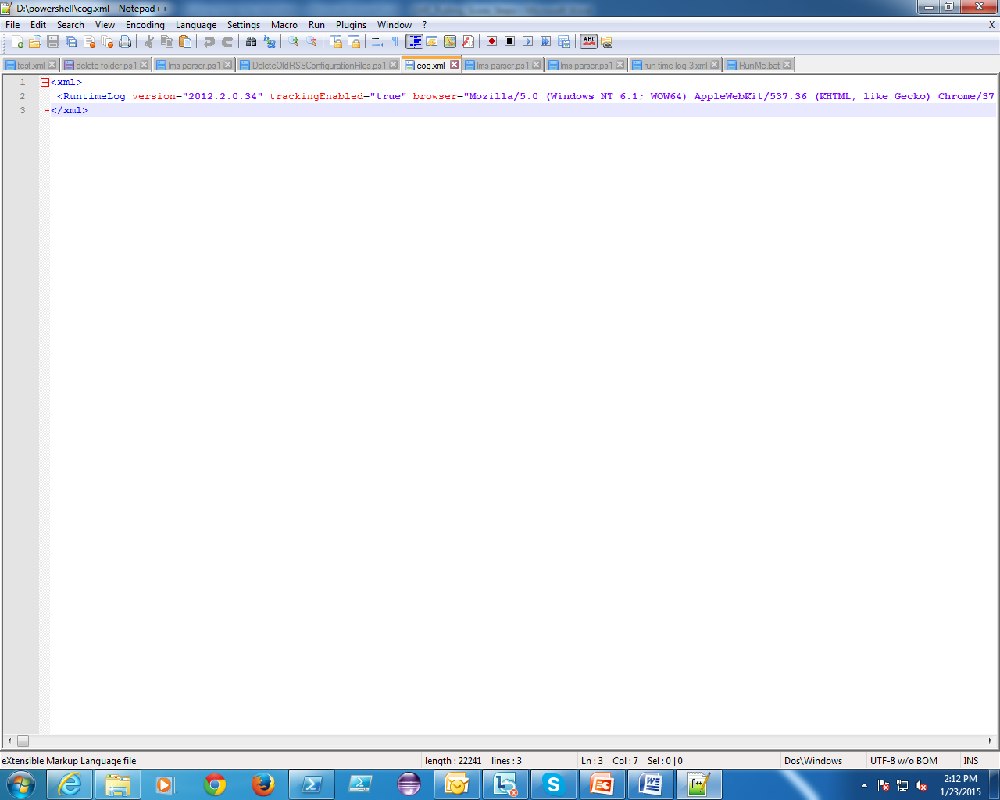 D:\powershell\cog.xml - Notepad++
File Edit Search View Encoding Language Settings Macro Run Plugins Window ? X
test.xml delete-folder.ps1 lms-parser.ps1 DeleteOldRSSConfigurationFiles.ps1 cog.xml lms-parser.ps1 lms-parser.ps1 run time log 3.xml RunMe.bat
1 <xml>
2 <RuntimeLog version="2012.2.0.34" trackingEnabled="true" browser="Mozilla/5.0 (Windows NT 6.1; WOW64) AppleWebKit/537.36 (KHTML, like Gecko) Chrome/37
3 </xml>
eXtensible Markup Language file length : 22241 lines : 3 Ln : 3 Col : 7 Sel : 0 | 0 Dos\Windows UTF-8 w/o BOM INS
2:12 PM
1/23/2015